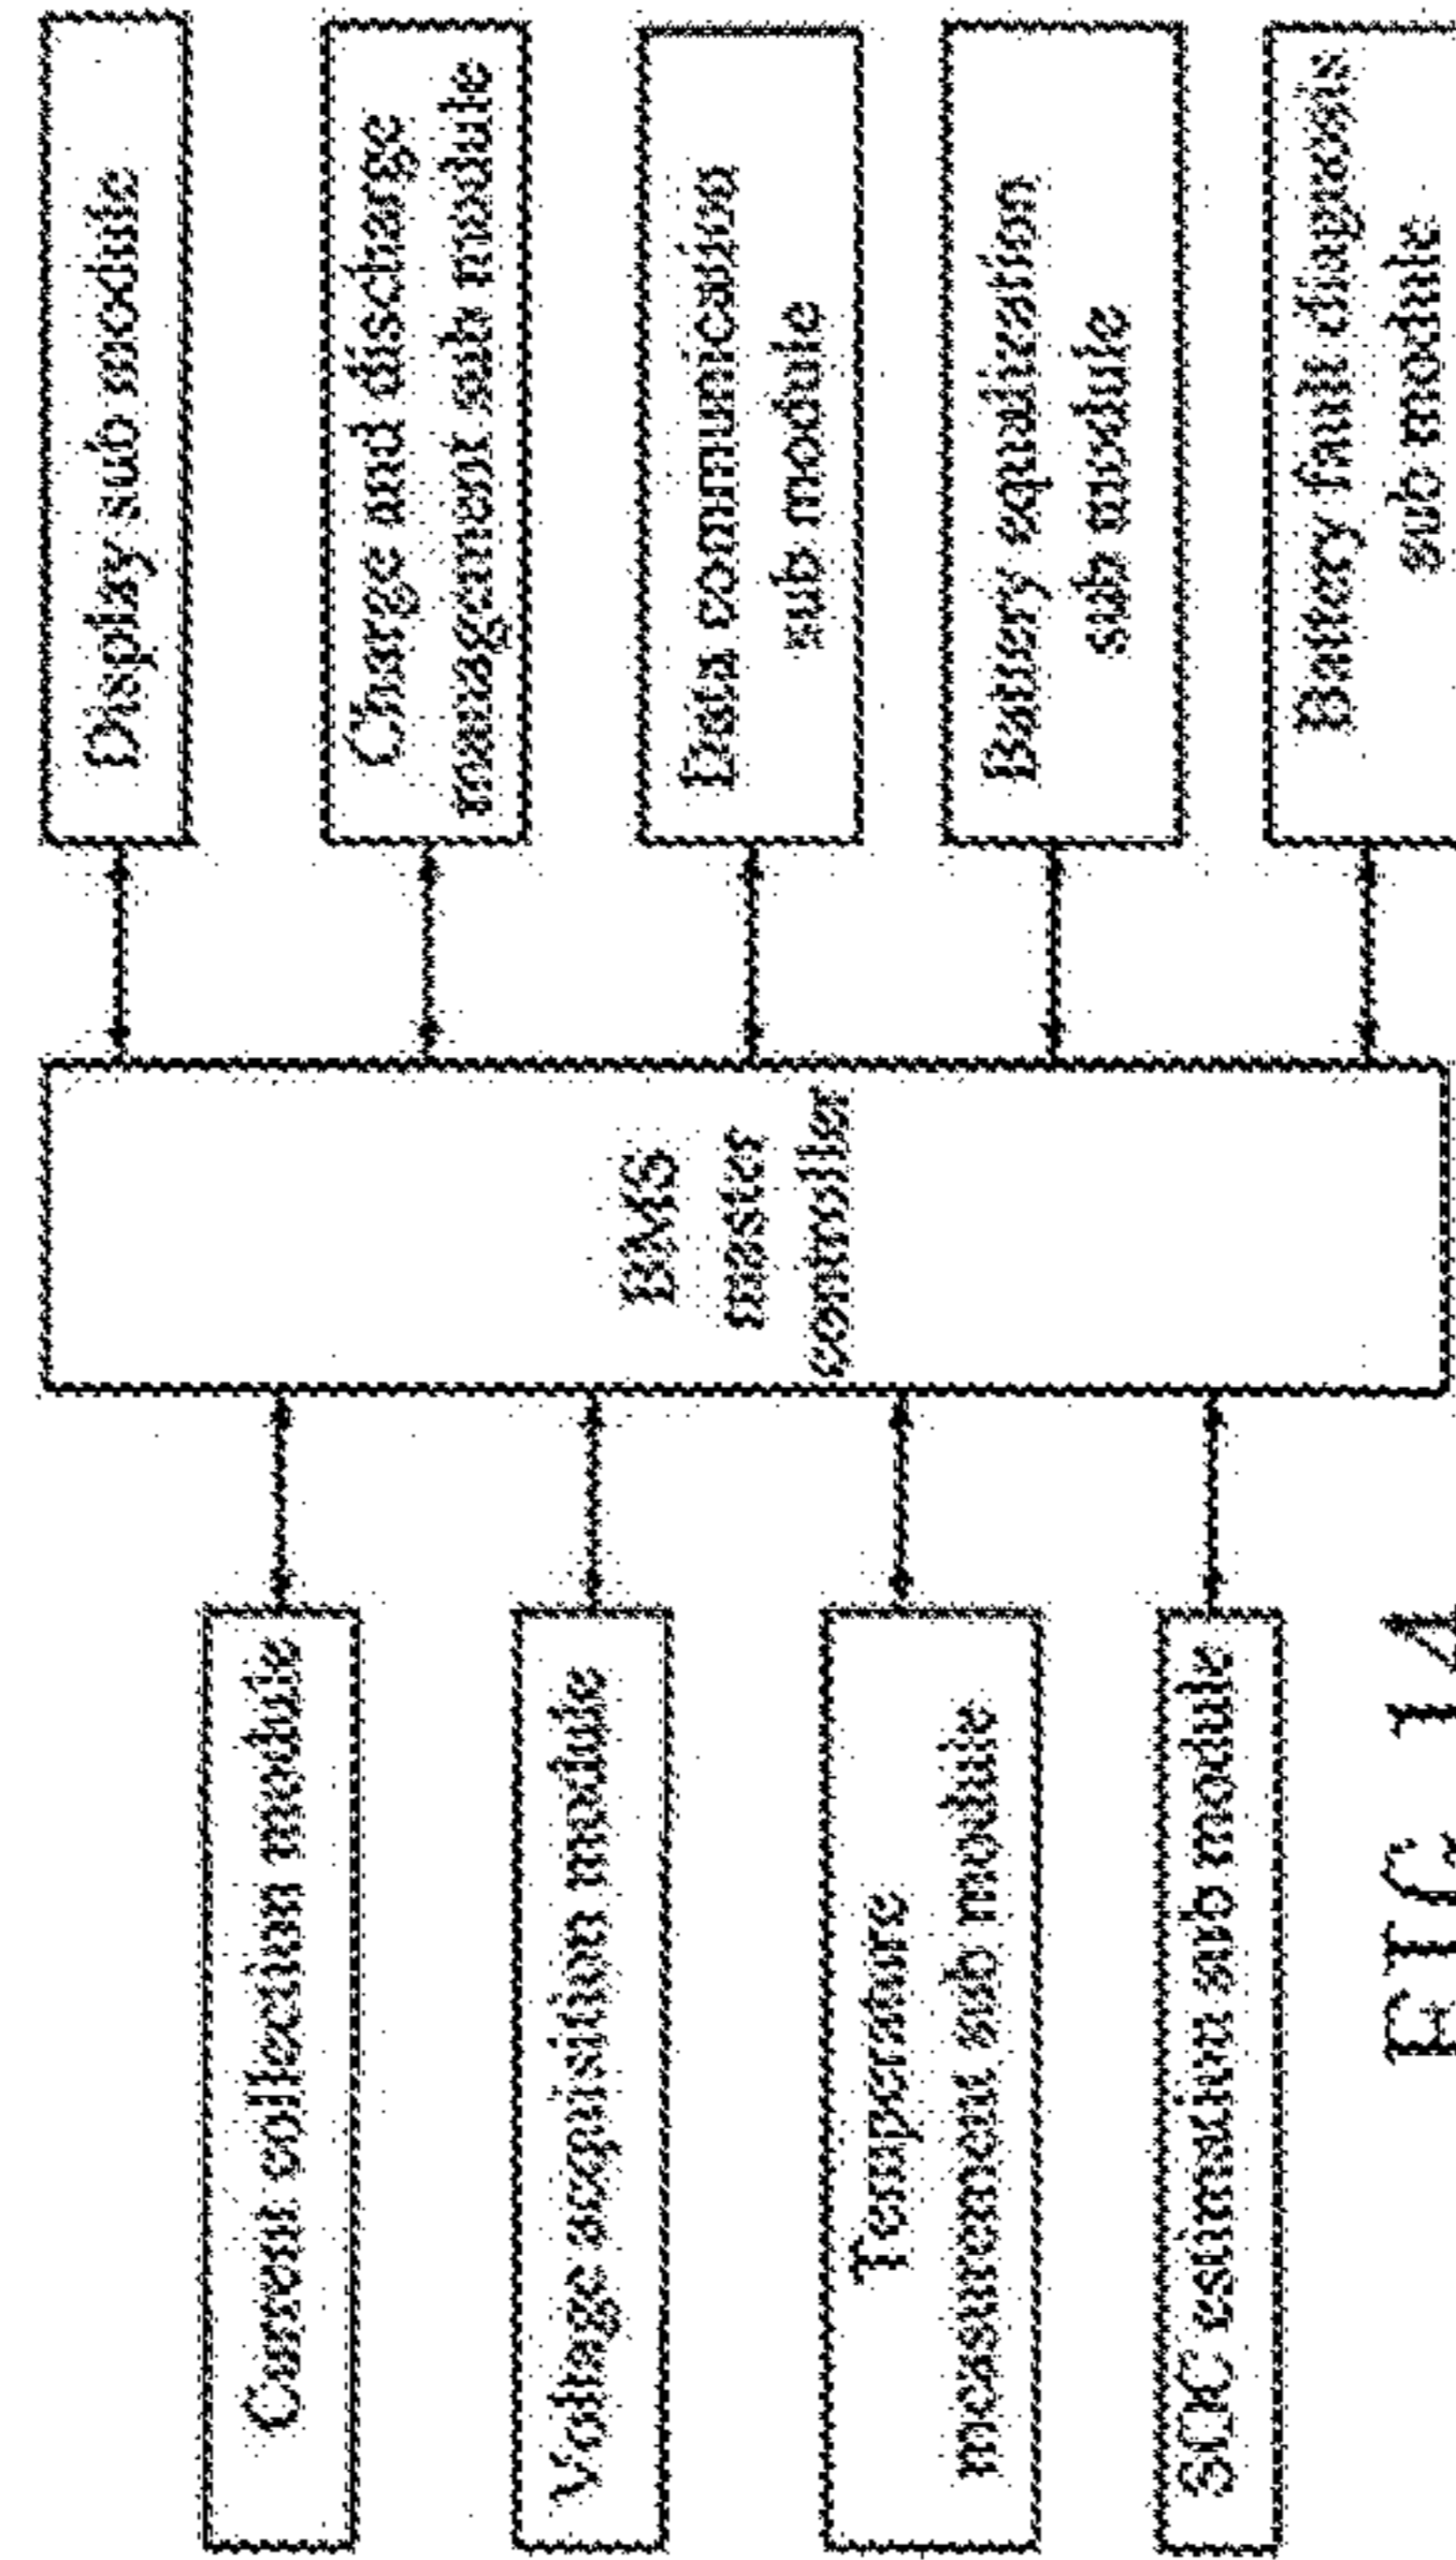 Current collection module
Voltage acquisition module
Temperature
measurement sub module
SOC estimation sub module
BMS
master
controller
Display sub module
Charge and discharge
management sub module
Data communication
sub module
Battery equalization
sub module
Battery fault diagnosis
sub module
FIG 14